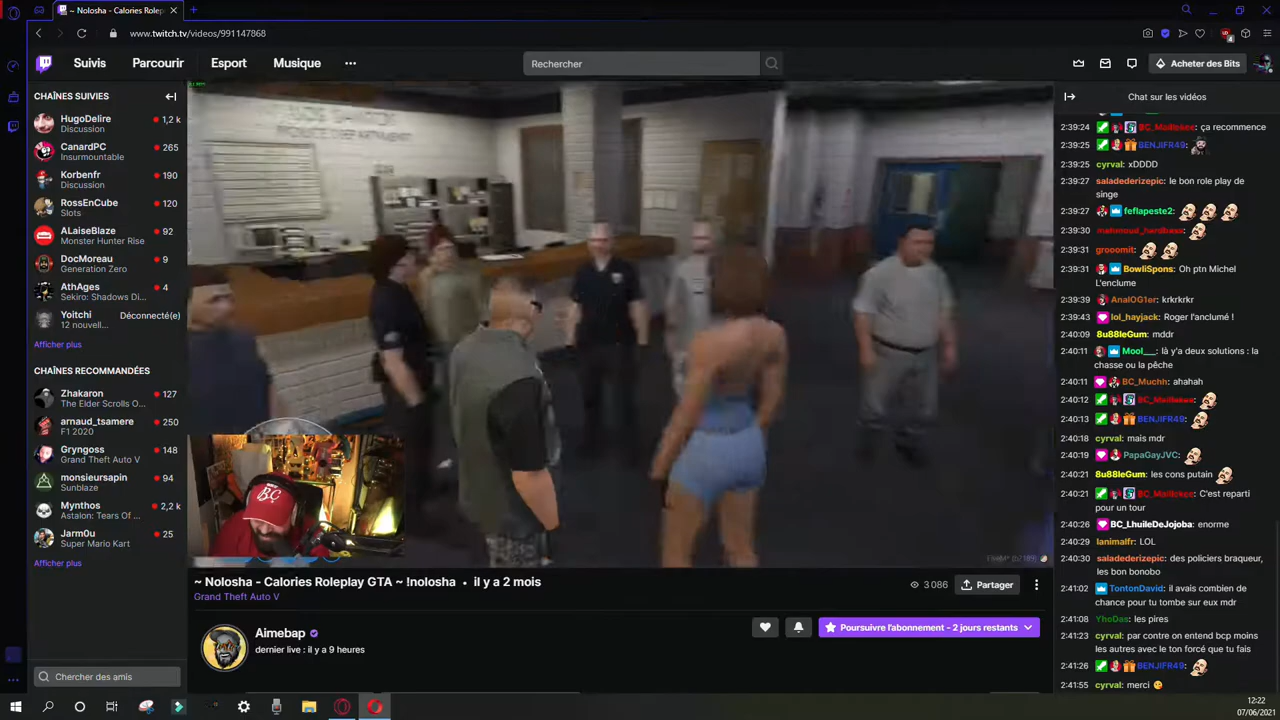 ~ Nolosha - Calories Rolep
www.twitch.tv/videos/991147868
Suivis
Parcourir
Esport
Musique
Rechercher
Acheter des Bits
CHAÎNES SUIVIES
HugoDelire
1,2 k
Discussion
CanardPC
265
Insurmountable
Korbenfr
190
Discussion
RossEnCube
120
Slots
ALaiseBlaze
92
Monster Hunter Rise
DocMoreau
9
Generation Zero
AthAges
4
Sekiro: Shadows Di...
Yoitchi
Déconnecté(e)
12 nouvell...
Afficher plus
CHAÎNES RECOMMANDÉES
Zhakaron
127
The Elder Scrolls O...
arnaud_tsamere
250
F1 2020
Gryngoss
148
Grand Theft Auto V
monsieursapin
94
Sunblaze
Mynthos
2,2 k
Astalon: Tears Of ...
Jarm0u
25
Super Mario Kart
Afficher plus
Chercher des amis
POLICE DEPARTMENT
BC
~ Nolosha - Calories Roleplay GTA ~ !nolosha • il y a 2 mois
Grand Theft Auto V
3 086
Partager
Aimebap
dernier live : il y a 9 heures
Poursuivre l'abonnement - 2 jours restants
Chat sur les vidéos
2:39:24 BC_Maillekee: ça recommence
2:39:25 BENJIFR49:
2:39:25 cyrval: xDDDD
2:39:27 saladederizepic: le bon role play de
singe
2:39:27 feflapeste2:
2:39:30 mahmoud_hardbass:
2:39:31 grooomit:
2:39:31 BowliSpons: Oh ptn Michel
L'enclume
2:39:39 AnalOG1er: krkrkrkr
2:39:43 lol_hayjack: Roger l'anclumé !
2:40:09 8u88leGum: mddr
2:40:11 Mool___: là y'a deux solutions : la
chasse ou la pêche
2:40:11 BC_Muchh: ahahah
2:40:12 BC_Maillekee:
2:40:13 BENJIFR49:
2:40:18 cyrval: mais mdr
2:40:19 PapaGayJVC:
2:40:21 8u88leGum: les cons putain
2:40:21 BC_Maillekee: C'est reparti
pour un tour
2:40:26 BC_LhuileDeJojoba: enorme
2:40:29 lanimalfr: LOL
2:40:30 saladederizepic: des policiers braqueur,
les bon bonobo
2:41:02 TontonDavid: il avais combien de
chance pour tu tombe sur eux mdr
2:41:08 YhoDas: les pires
2:41:23 cyrval: par contre on entend bcp moins
les autres avec le ton forcé que tu fais
2:41:26 BENJIFR49:
2:41:55 cyrval: merci
12:22
07/06/2021